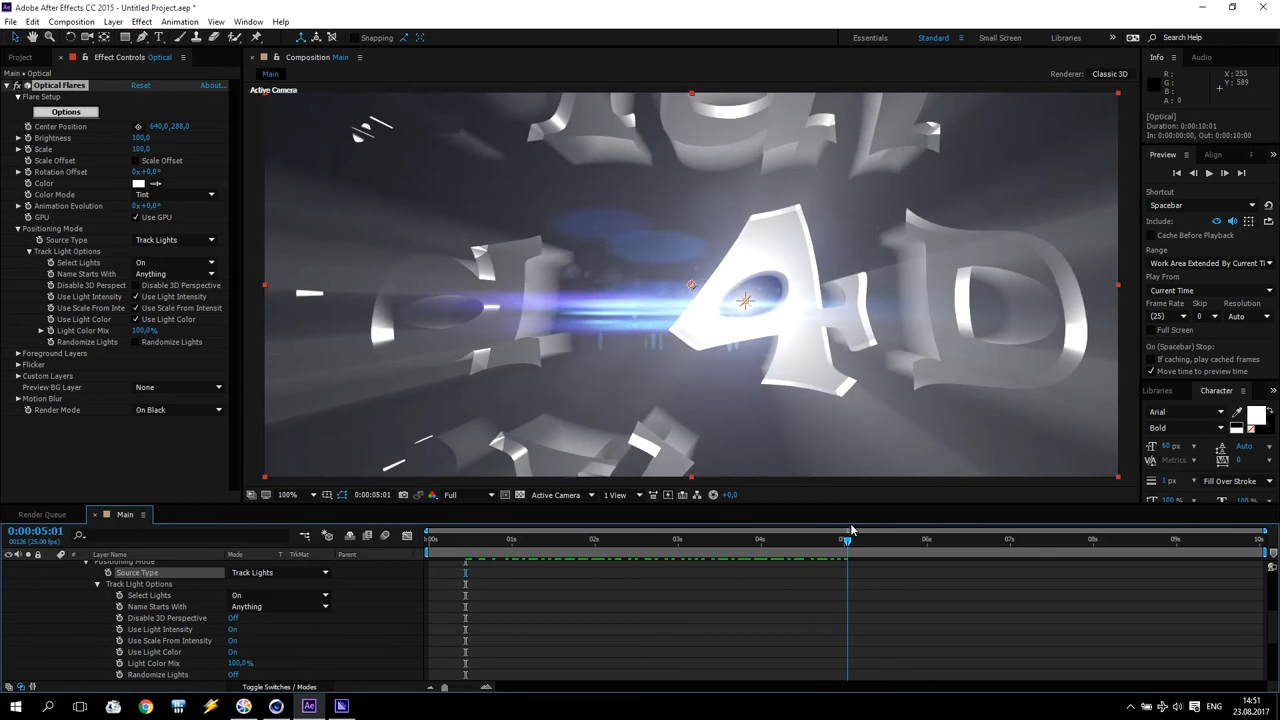 Adobe After Effects CC 2015 - Untitled Project.aep *
File Edit Composition Layer Effect Animation View Window Help
Snapping
Essentials Standard Small Screen Libraries Search Help
Project Effect Controls Optical
Main • Optical
Optical Flares Reset About...
Flare Setup
Options
Center Position 640,0,288,0
Brightness 100,0
Scale 100,0
Scale Offset Scale Offset
Rotation Offset 0x+0,0°
Color
Color Mode Tint
Animation Evolution 0x+0,0°
GPU Use GPU
Positioning Mode
Source Type Track Lights
Track Light Options
Select Lights On
Name Starts With Anything
Disable 3D Perspect Disable 3D Perspective
Use Light Intensity Use Light Intensity
Use Scale From Inte Use Scale From Intensit
Use Light Color Use Light Color
Light Color Mix 100,0%
Randomize Lights Randomize Lights
Foreground Layers
Flicker
Custom Layers
Preview BG Layer None
Motion Blur
Render Mode On Black
Composition Main
Main
Renderer: Classic 3D
Active Camera
A
D
100% 0:00:05:01 Full Active Camera 1 View +0,0
Info Audio
R: X: 253
G: Y: 589
B:
A: 0
[Optical]
Duration: 0:00:10:01
In: 0:00:00:00, Out: 0:00:10:00
Preview Align
Shortcut
Spacebar
Include:
Cache Before Playback
Range
Work Area Extended By Current Ti
Play From
Current Time
Frame Rate Skip Resolution
(25) 0 Auto
Full Screen
On (Spacebar) Stop:
If caching, play cached frames
Move time to preview time
Libraries Character
Arial
Bold
60 px Auto
Metrics 0
1 px Fill Over Stroke
100 % 100 %
Render Queue Main
0:00:05:01
00126 (25.00 fps)
Layer Name Mode T TrkMat Parent
01s 02s 03s 04s 06s 07s 08s 09s 10s
Positioning Mode
Source Type Track Lights
Track Light Options
Select Lights On
Name Starts With Anything
Disable 3D Perspective Off
Use Light Intensity On
Use Scale From Intensity On
Use Light Color On
Light Color Mix 100,0%
Randomize Lights Off
Toggle Switches / Modes
ENG 14:51
23.08.2017